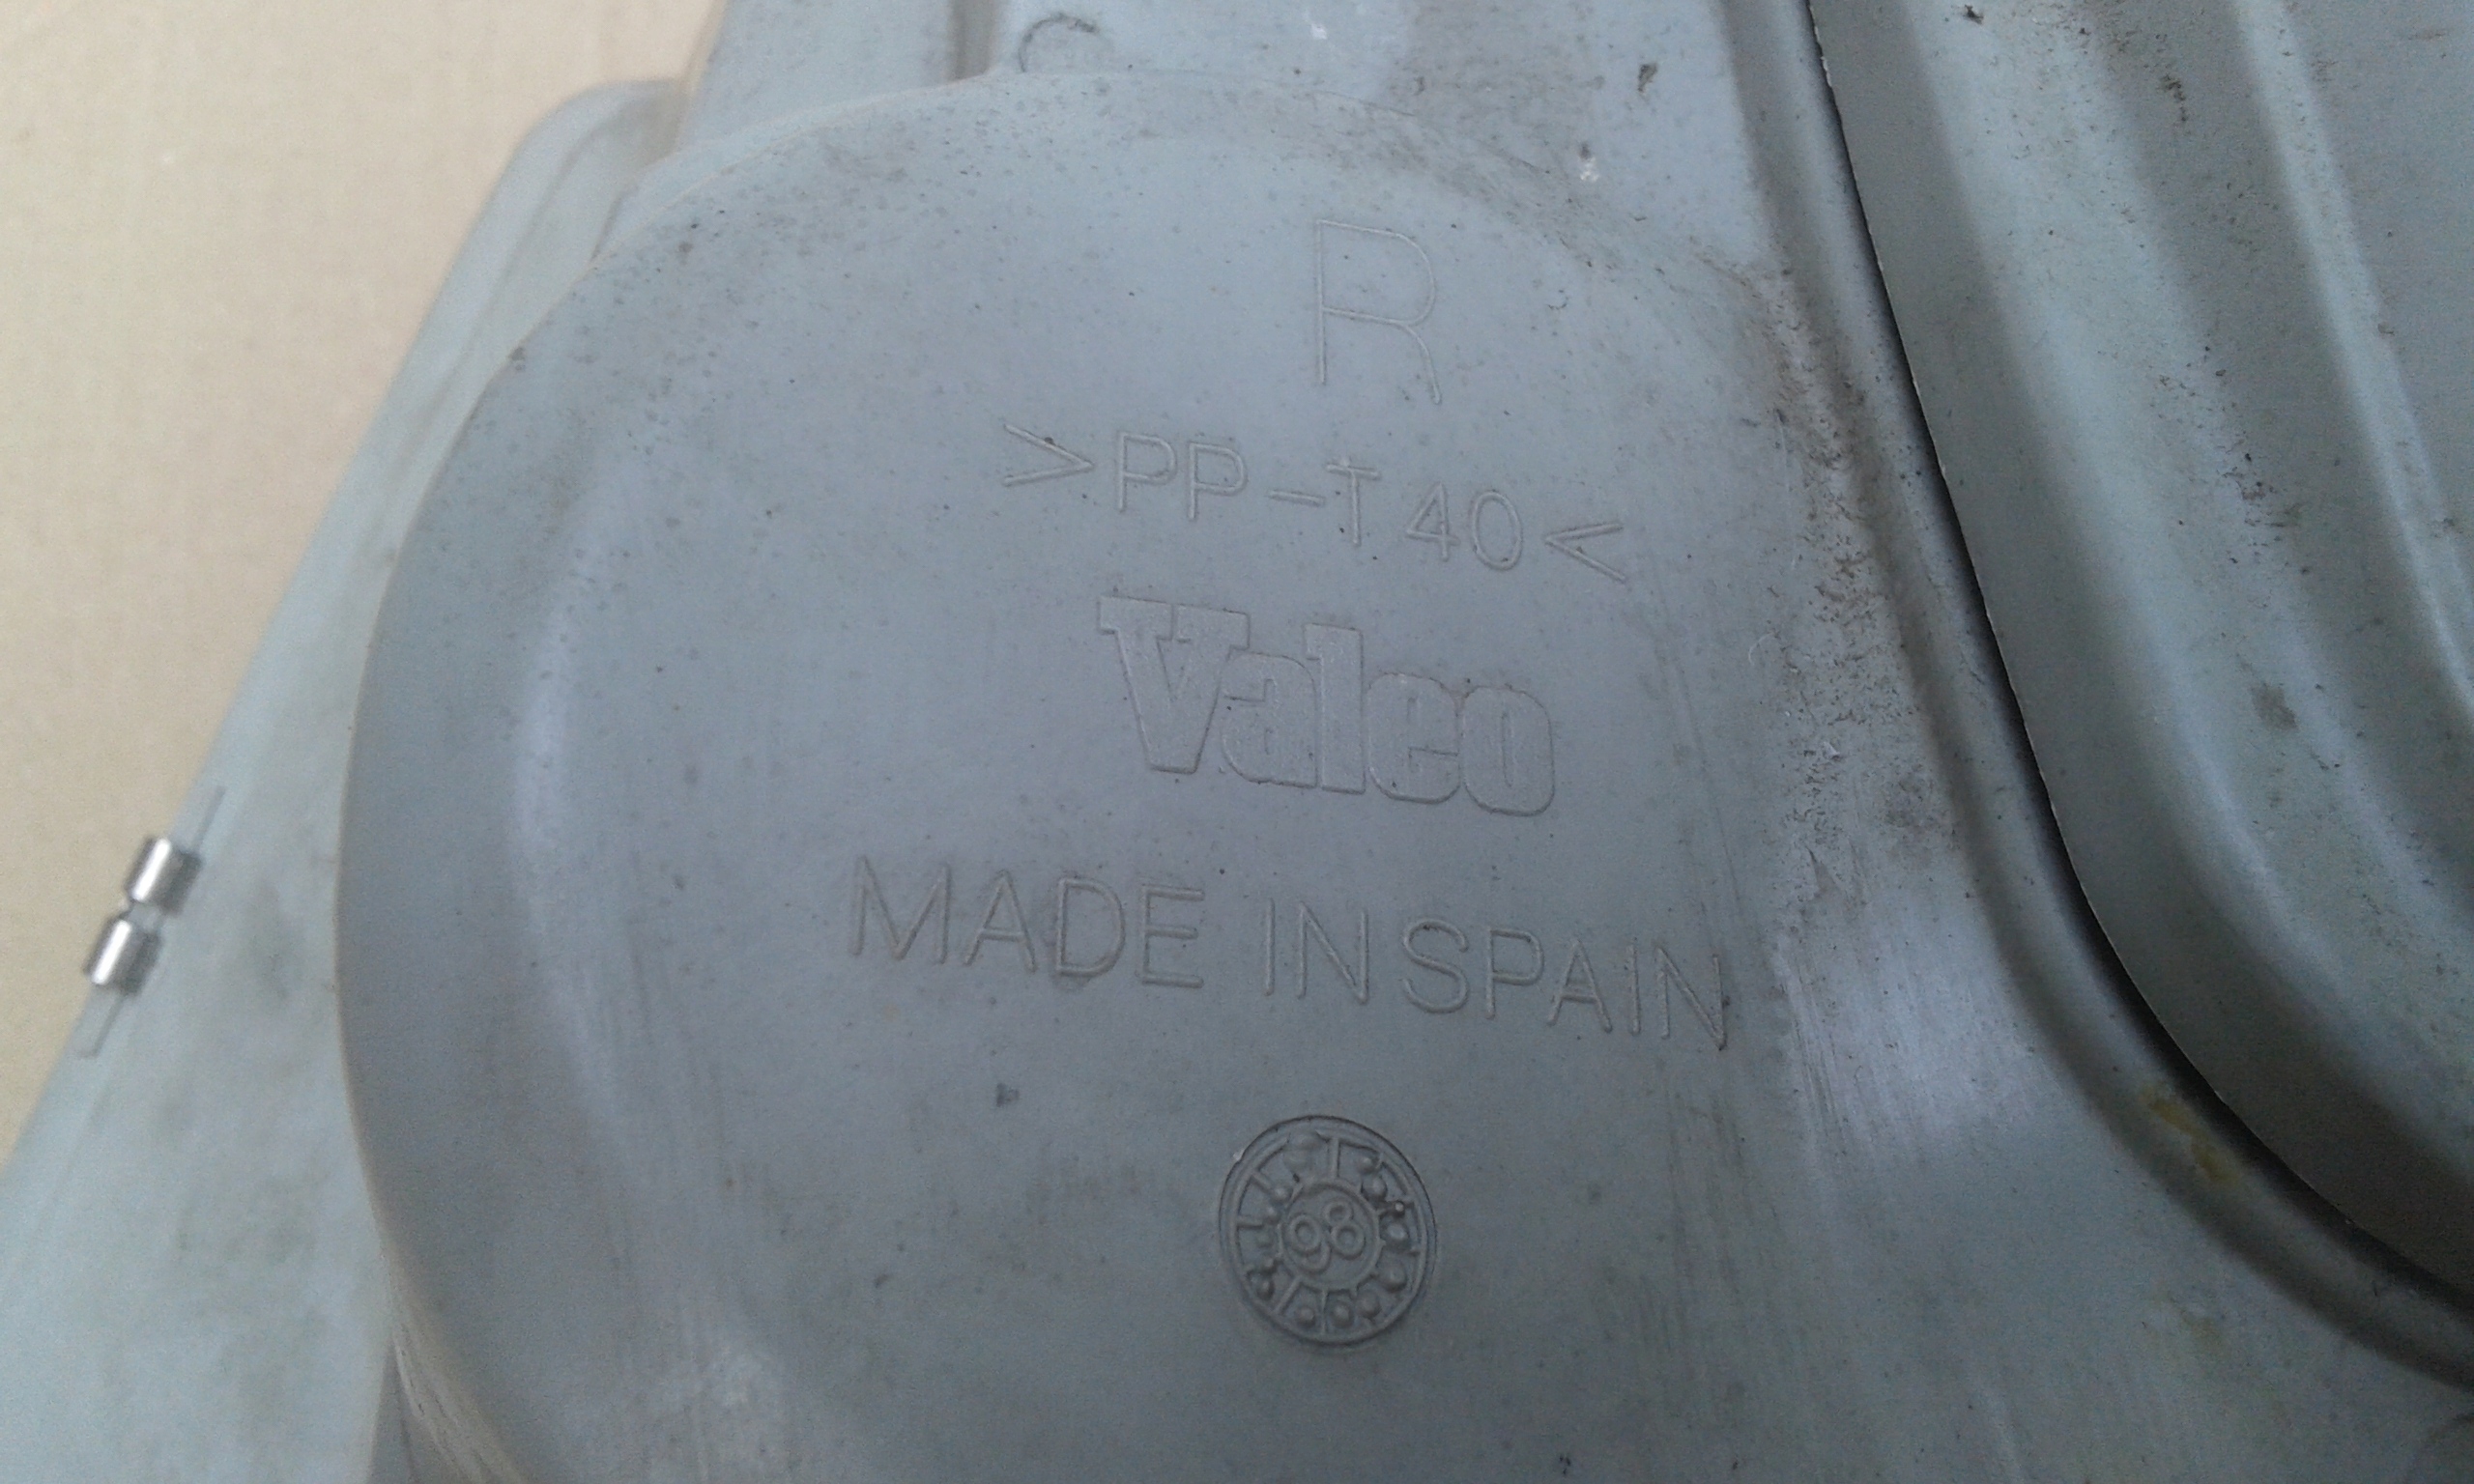 R
>PP-T40<
Valeo
MADE IN SPAIN
98